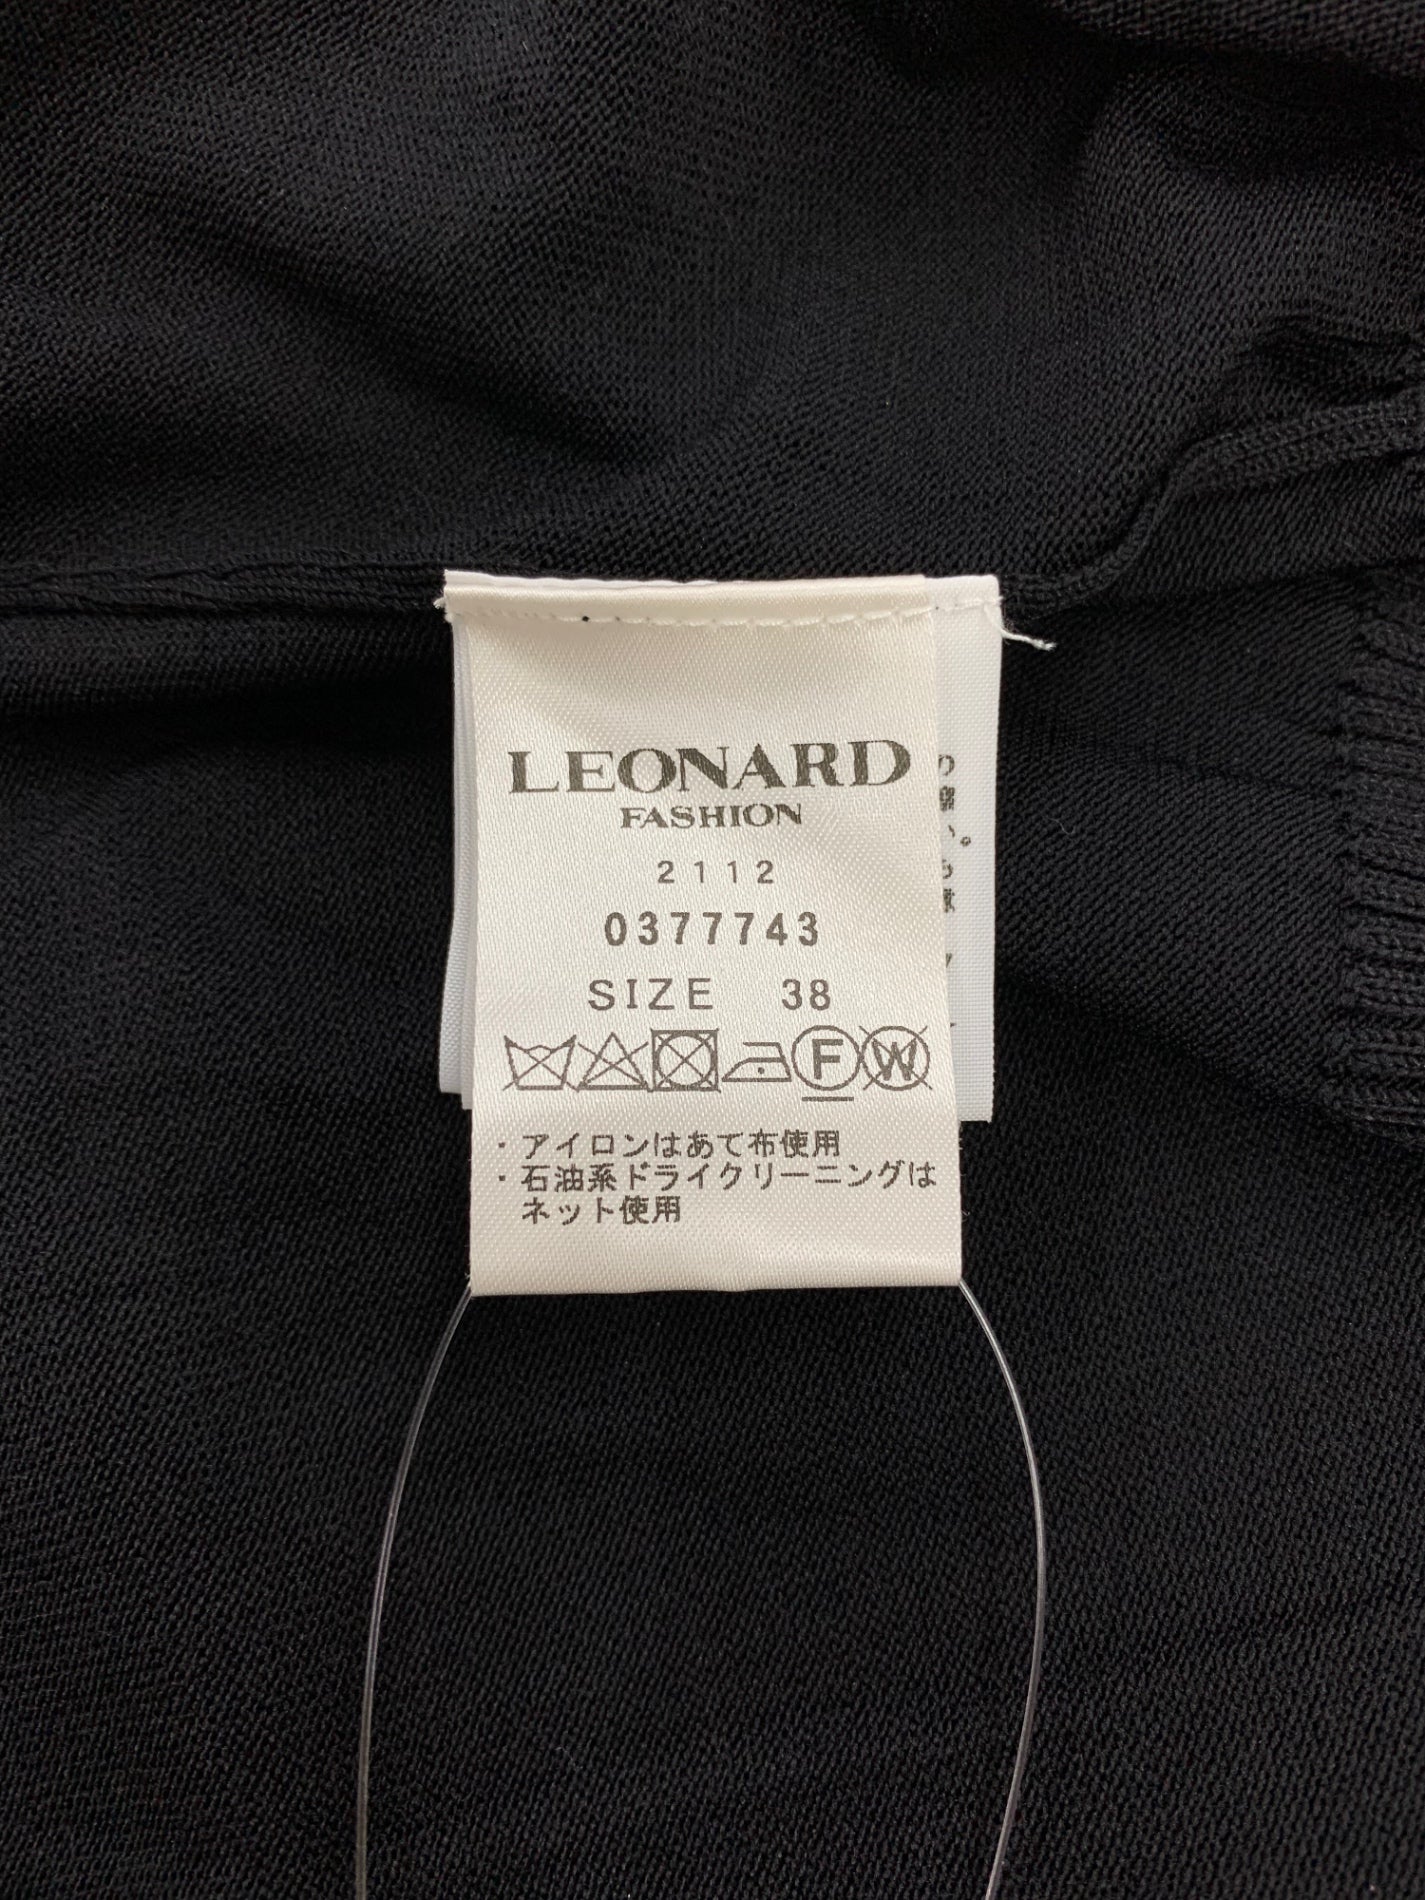 LEONARD
FASHION
2112
0377743
SIZE 38
F W
・アイロンはあて布使用
・石油系ドライクリーニングは
ネット使用
い。